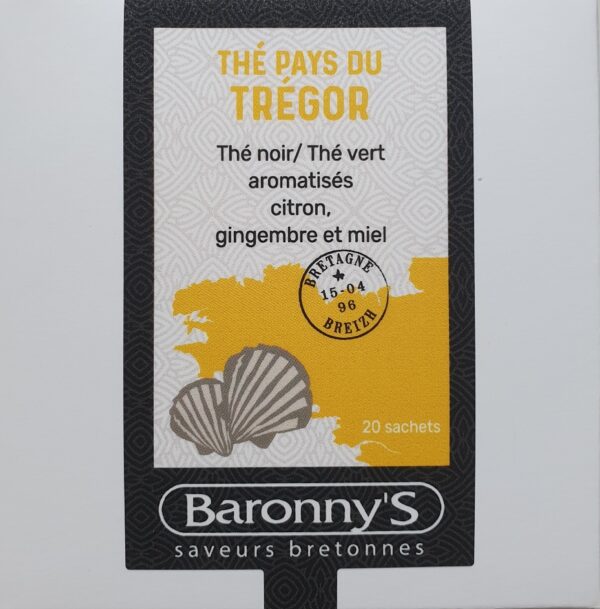 THÉ PAYS DU
TRÉGOR
Thé noir/ Thé vert
aromatisés
citron,
gingembre et miel
BRETAGNE
15-04
96
BREIZH
20 sachets
Baronny'S
saveurs bretonnes